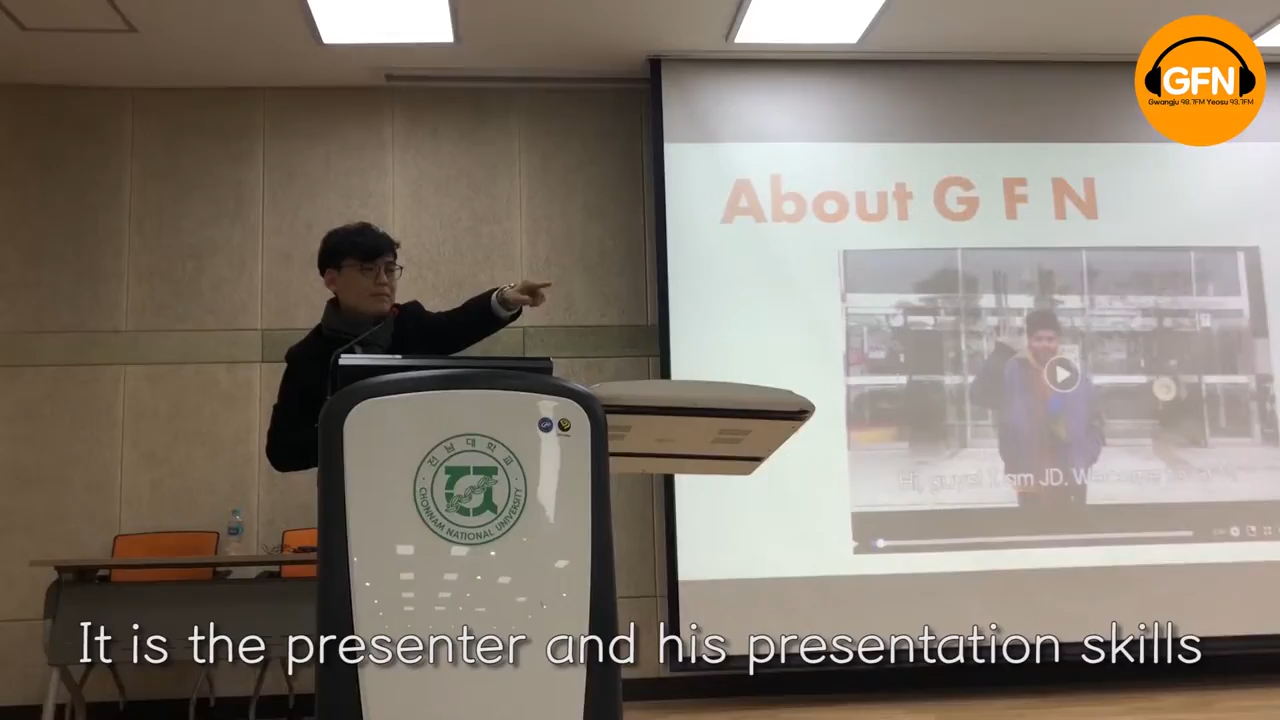 GFN
Gwangju 98.7FM Yeosu 93.7FM
About G F N
Hi, guys! I am JD.
전남대학교
CHONNAM NATIONAL UNIVERSITY
It is the presenter and his presentation skills